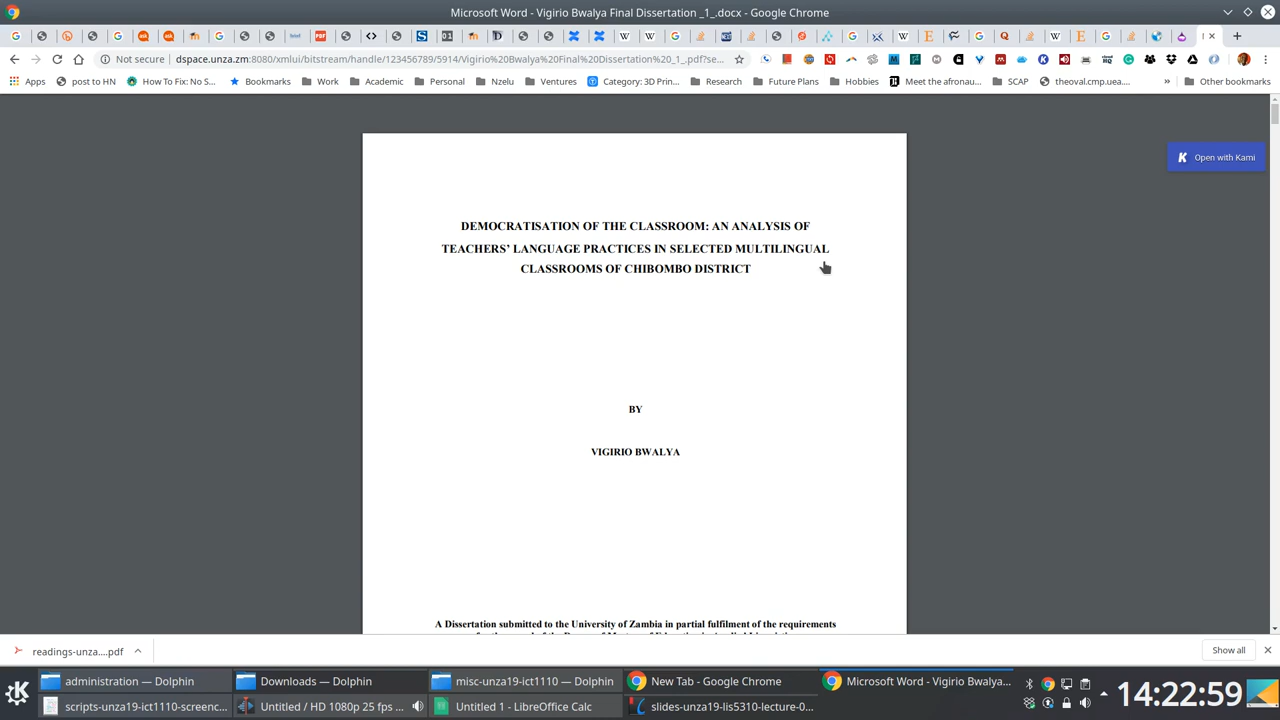 Microsoft Word - Vigirio Bwalya Final Dissertation _1_.docx - Google Chrome
Not secure | dspace.unza.zm:8080/xmlui/bitstream/handle/123456789/5914/Vigirio%20Bwalya%20Final%20Dissertation%20_1_.pdf?se...
Apps post to HN How To Fix: No S... Bookmarks Work Academic Personal Nzelu Ventures Category: 3D Prin... Research Future Plans Hobbies Meet the afronau... SCAP theoval.cmp.uea.... » Other bookmarks
Open with Kami
DEMOCRATISATION OF THE CLASSROOM: AN ANALYSIS OF
TEACHERS’ LANGUAGE PRACTICES IN SELECTED MULTILINGUAL
CLASSROOMS OF CHIBOMBO DISTRICT
BY
VIGIRIO BWALYA
A Dissertation submitted to the University of Zambia in partial fulfilment of the requirements
readings-unza....pdf
Show all
administration — Dolphin Downloads — Dolphin misc-unza19-ict1110 — Dolphin New Tab - Google Chrome Microsoft Word - Vigirio Bwalya...
scripts-unza19-ict1110-screenc... Untitled / HD 1080p 25 fps ... Untitled 1 - LibreOffice Calc slides-unza19-lis5310-lecture-0...
14:22:59